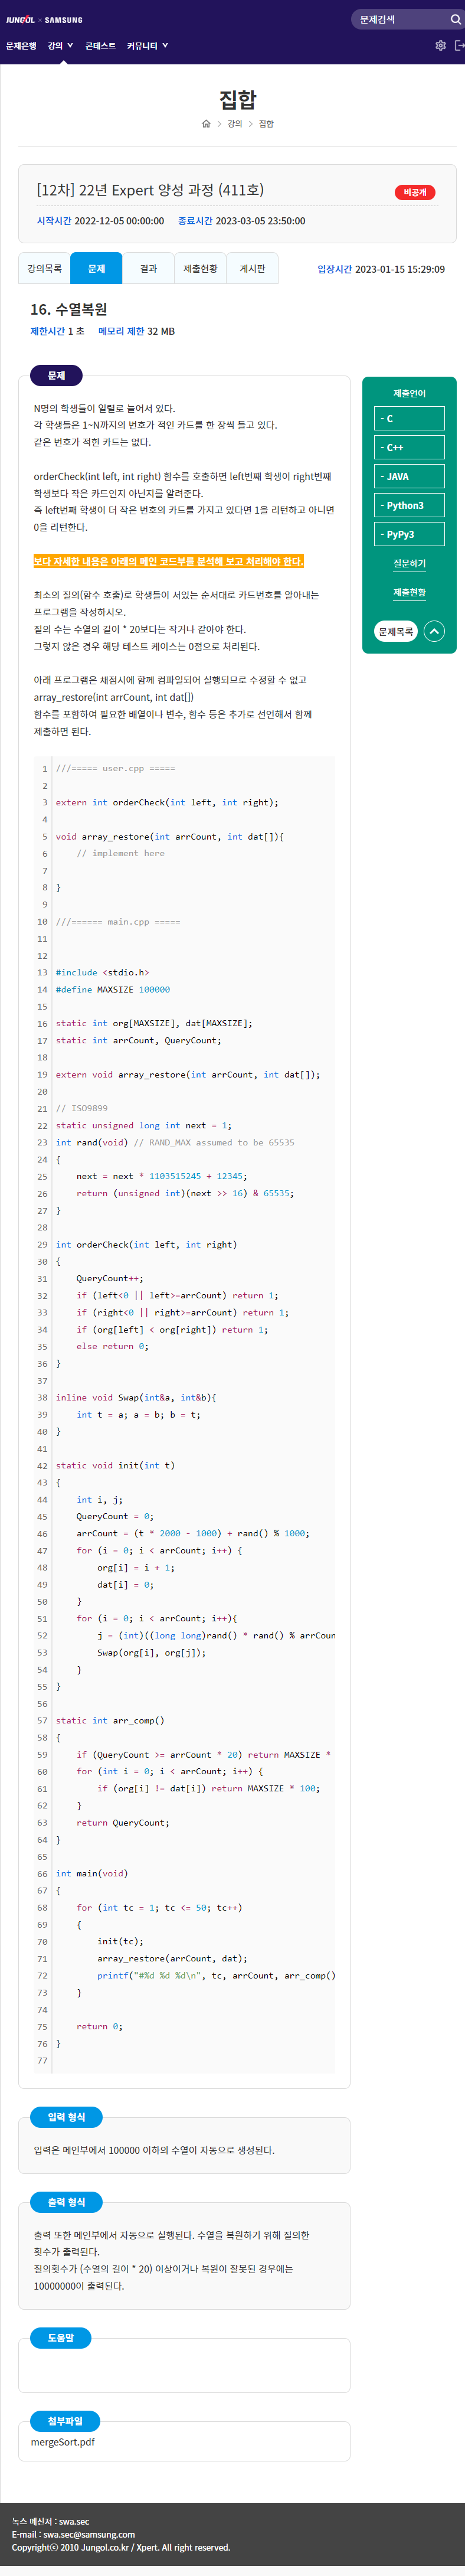 JUNGOL × SAMSUNG
문제검색
문제은행 강의 콘테스트 커뮤니티
집합
강의 집합
[12차] 22년 Expert 양성 과정 (411호)
비공개
시작시간 2022-12-05 00:00:00 종료시간 2023-03-05 23:50:00
강의목록 문제 결과 제출현황 게시판
입장시간 2023-01-15 15:29:09
16. 수열복원
제한시간 1 초 메모리 제한 32 MB
문제
N명의 학생들이 일렬로 늘어서 있다.
각 학생들은 1~N까지의 번호가 적인 카드를 한 장씩 들고 있다.
같은 번호가 적힌 카드는 없다.
orderCheck(int left, int right) 함수를 호출하면 left번째 학생이 right번째
학생보다 작은 카드인지 아닌지를 알려준다.
즉 left번째 학생이 더 작은 번호의 카드를 가지고 있다면 1을 리턴하고 아니면
0을 리턴한다.
보다 자세한 내용은 아래의 메인 코드부를 분석해 보고 처리해야 한다.
최소의 질의(함수 호출)로 학생들이 서있는 순서대로 카드번호를 알아내는
프로그램을 작성하시오.
질의 수는 수열의 길이 * 20보다는 작거나 같아야 한다.
그렇지 않은 경우 해당 테스트 케이스는 0점으로 처리된다.
아래 프로그램은 채점시에 함께 컴파일되어 실행되므로 수정할 수 없고
array_restore(int arrCount, int dat[])
함수를 포함하여 필요한 배열이나 변수, 함수 등은 추가로 선언해서 함께
제출하면 된다.
1 ///===== user.cpp =====
2
3 extern int orderCheck(int left, int right);
4
5 void array_restore(int arrCount, int dat[]){
6 // implement here
7
8 }
9
10 ///====== main.cpp =====
11
12
13 #include <stdio.h>
14 #define MAXSIZE 100000
15
16 static int org[MAXSIZE], dat[MAXSIZE];
17 static int arrCount, QueryCount;
18
19 extern void array_restore(int arrCount, int dat[]);
20
21 // ISO9899
22 static unsigned long int next = 1;
23 int rand(void) // RAND_MAX assumed to be 65535
24 {
25 next = next * 1103515245 + 12345;
26 return (unsigned int)(next >> 16) & 65535;
27 }
28
29 int orderCheck(int left, int right)
30 {
31 QueryCount++;
32 if (left<0 || left>=arrCount) return 1;
33 if (right<0 || right>=arrCount) return 1;
34 if (org[left] < org[right]) return 1;
35 else return 0;
36 }
37
38 inline void Swap(int&a, int&b){
39 int t = a; a = b; b = t;
40 }
41
42 static void init(int t)
43 {
44 int i, j;
45 QueryCount = 0;
46 arrCount = (t * 2000 - 1000) + rand() % 1000;
47 for (i = 0; i < arrCount; i++) {
48 org[i] = i + 1;
49 dat[i] = 0;
50 }
51 for (i = 0; i < arrCount; i++){
52 j = (int)((long long)rand() * rand() % arrCoun
53 Swap(org[i], org[j]);
54 }
55 }
56
57 static int arr_comp()
58 {
59 if (QueryCount >= arrCount * 20) return MAXSIZE *
60 for (int i = 0; i < arrCount; i++) {
61 if (org[i] != dat[i]) return MAXSIZE * 100;
62 }
63 return QueryCount;
64 }
65
66 int main(void)
67 {
68 for (int tc = 1; tc <= 50; tc++)
69 {
70 init(tc);
71 array_restore(arrCount, dat);
72 printf("#%d %d %d\n", tc, arrCount, arr_comp()
73 }
74
75 return 0;
76 }
77
제출언어
- C
- C++
- JAVA
- Python3
- PyPy3
질문하기
제출현황
문제목록
입력 형식
입력은 메인부에서 100000 이하의 수열이 자동으로 생성된다.
출력 형식
출력 또한 메인부에서 자동으로 실행된다. 수열을 복원하기 위해 질의한
횟수가 출력된다.
질의횟수가 (수열의 길이 * 20) 이상이거나 복원이 잘못된 경우에는
10000000이 출력된다.
도움말
첨부파일
mergeSort.pdf
녹스 메신져 : swa.sec
E-mail : swa.sec@samsung.com
Copyrightⓒ 2010 Jungol.co.kr / Xpert. All right reserved.